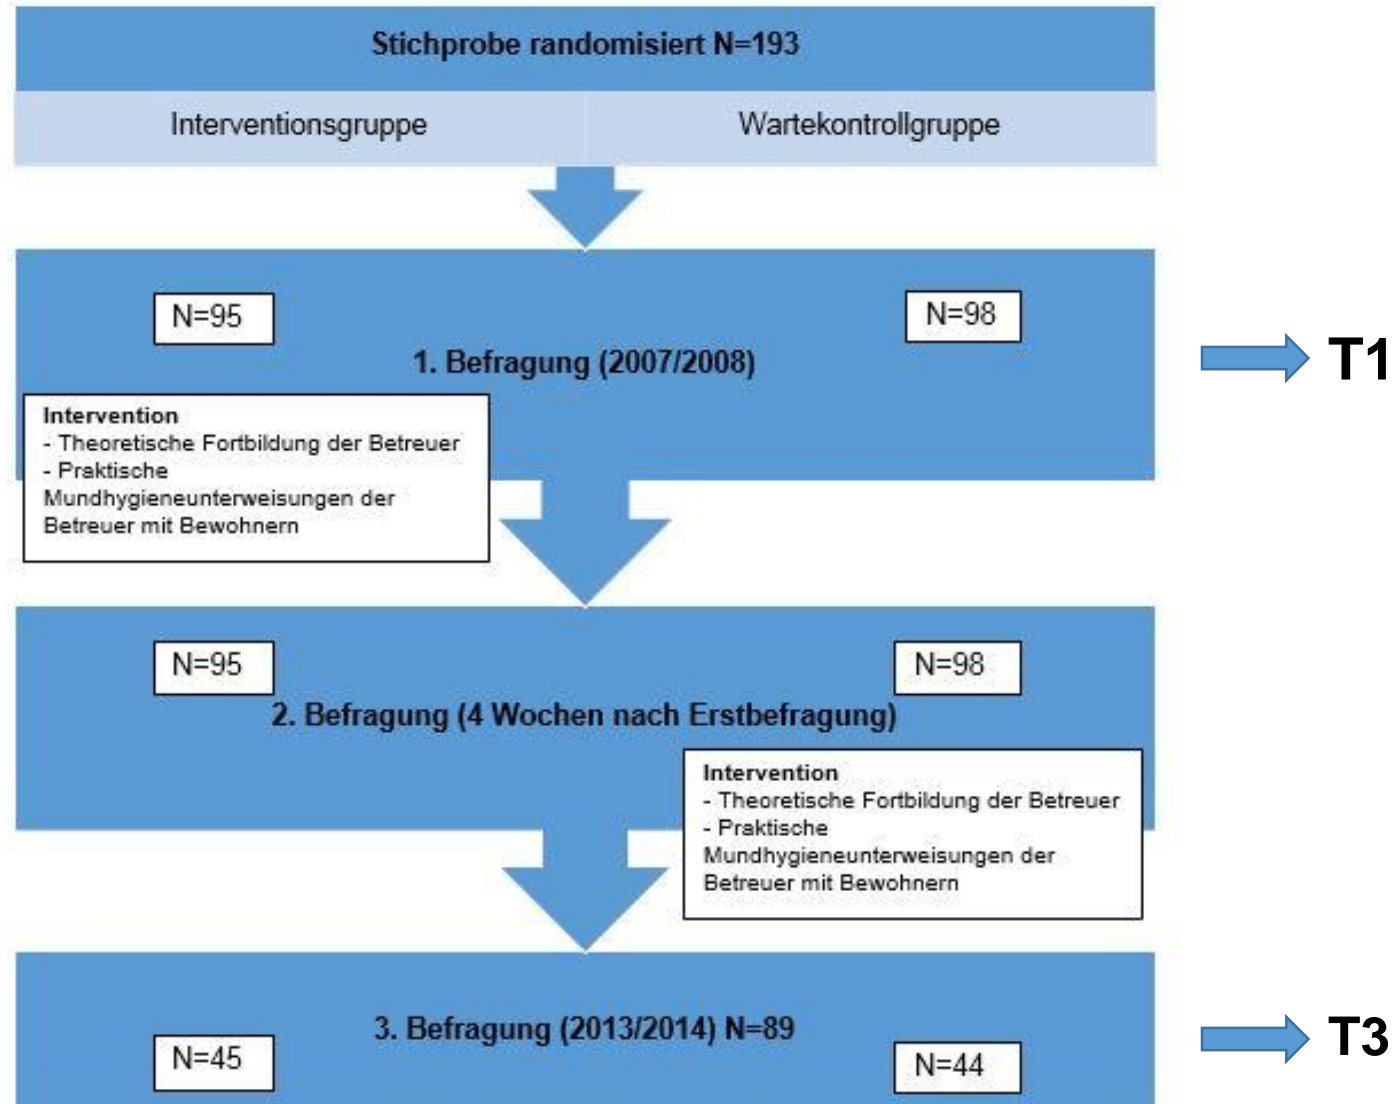 Stichprobe randomisiert N=193
Interventionsgruppe
Wartekontrollgruppe
N=95
N=98
1. Befragung (2007/2008)
T1
Intervention
- Theoretische Fortbildung der Betreuer
- Praktische
Mundhygieneunterweisungen der
Betreuer mit Bewohnern
N=95
N=98
2. Befragung (4 Wochen nach Erstbefragung)
Intervention
- Theoretische Fortbildung der Betreuer
- Praktische
Mundhygieneunterweisungen der
Betreuer mit Bewohnern
3. Befragung (2013/2014) N=89
T3
N=45
N=44